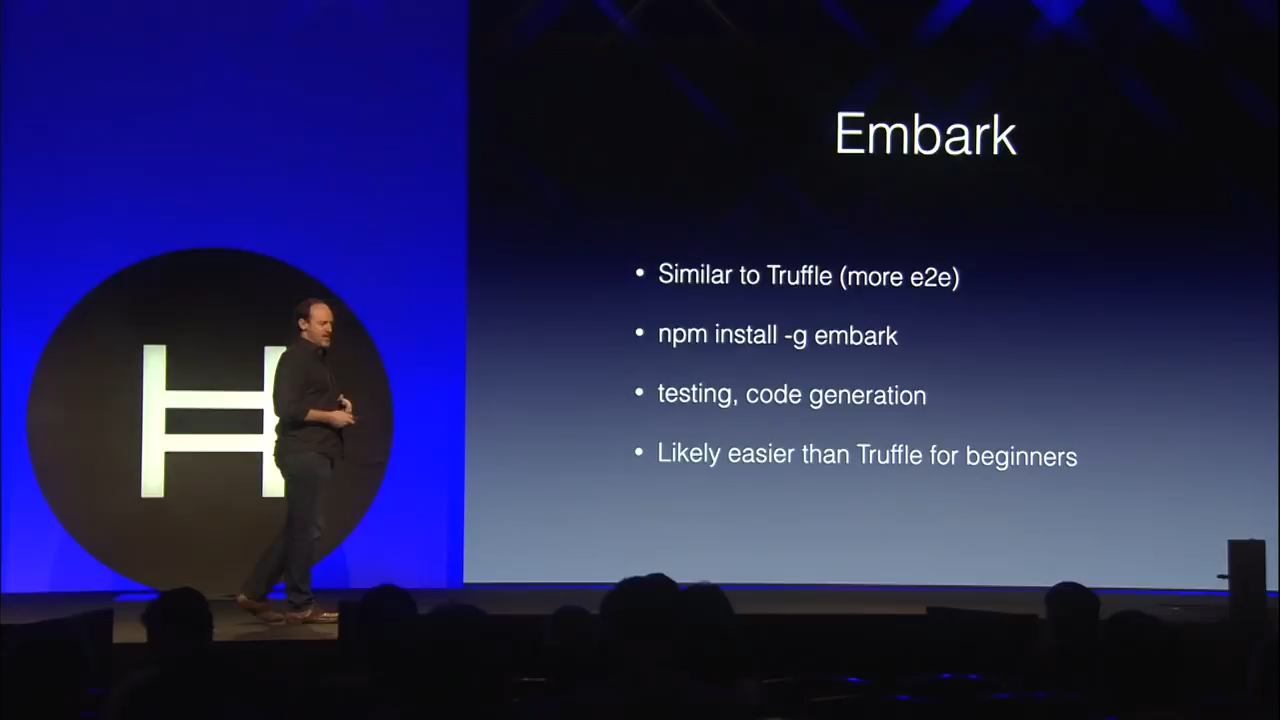 Embark
• Similar to Truffle (more e2e)
• npm install -g embark
• testing, code generation
• Likely easier than Truffle for beginners